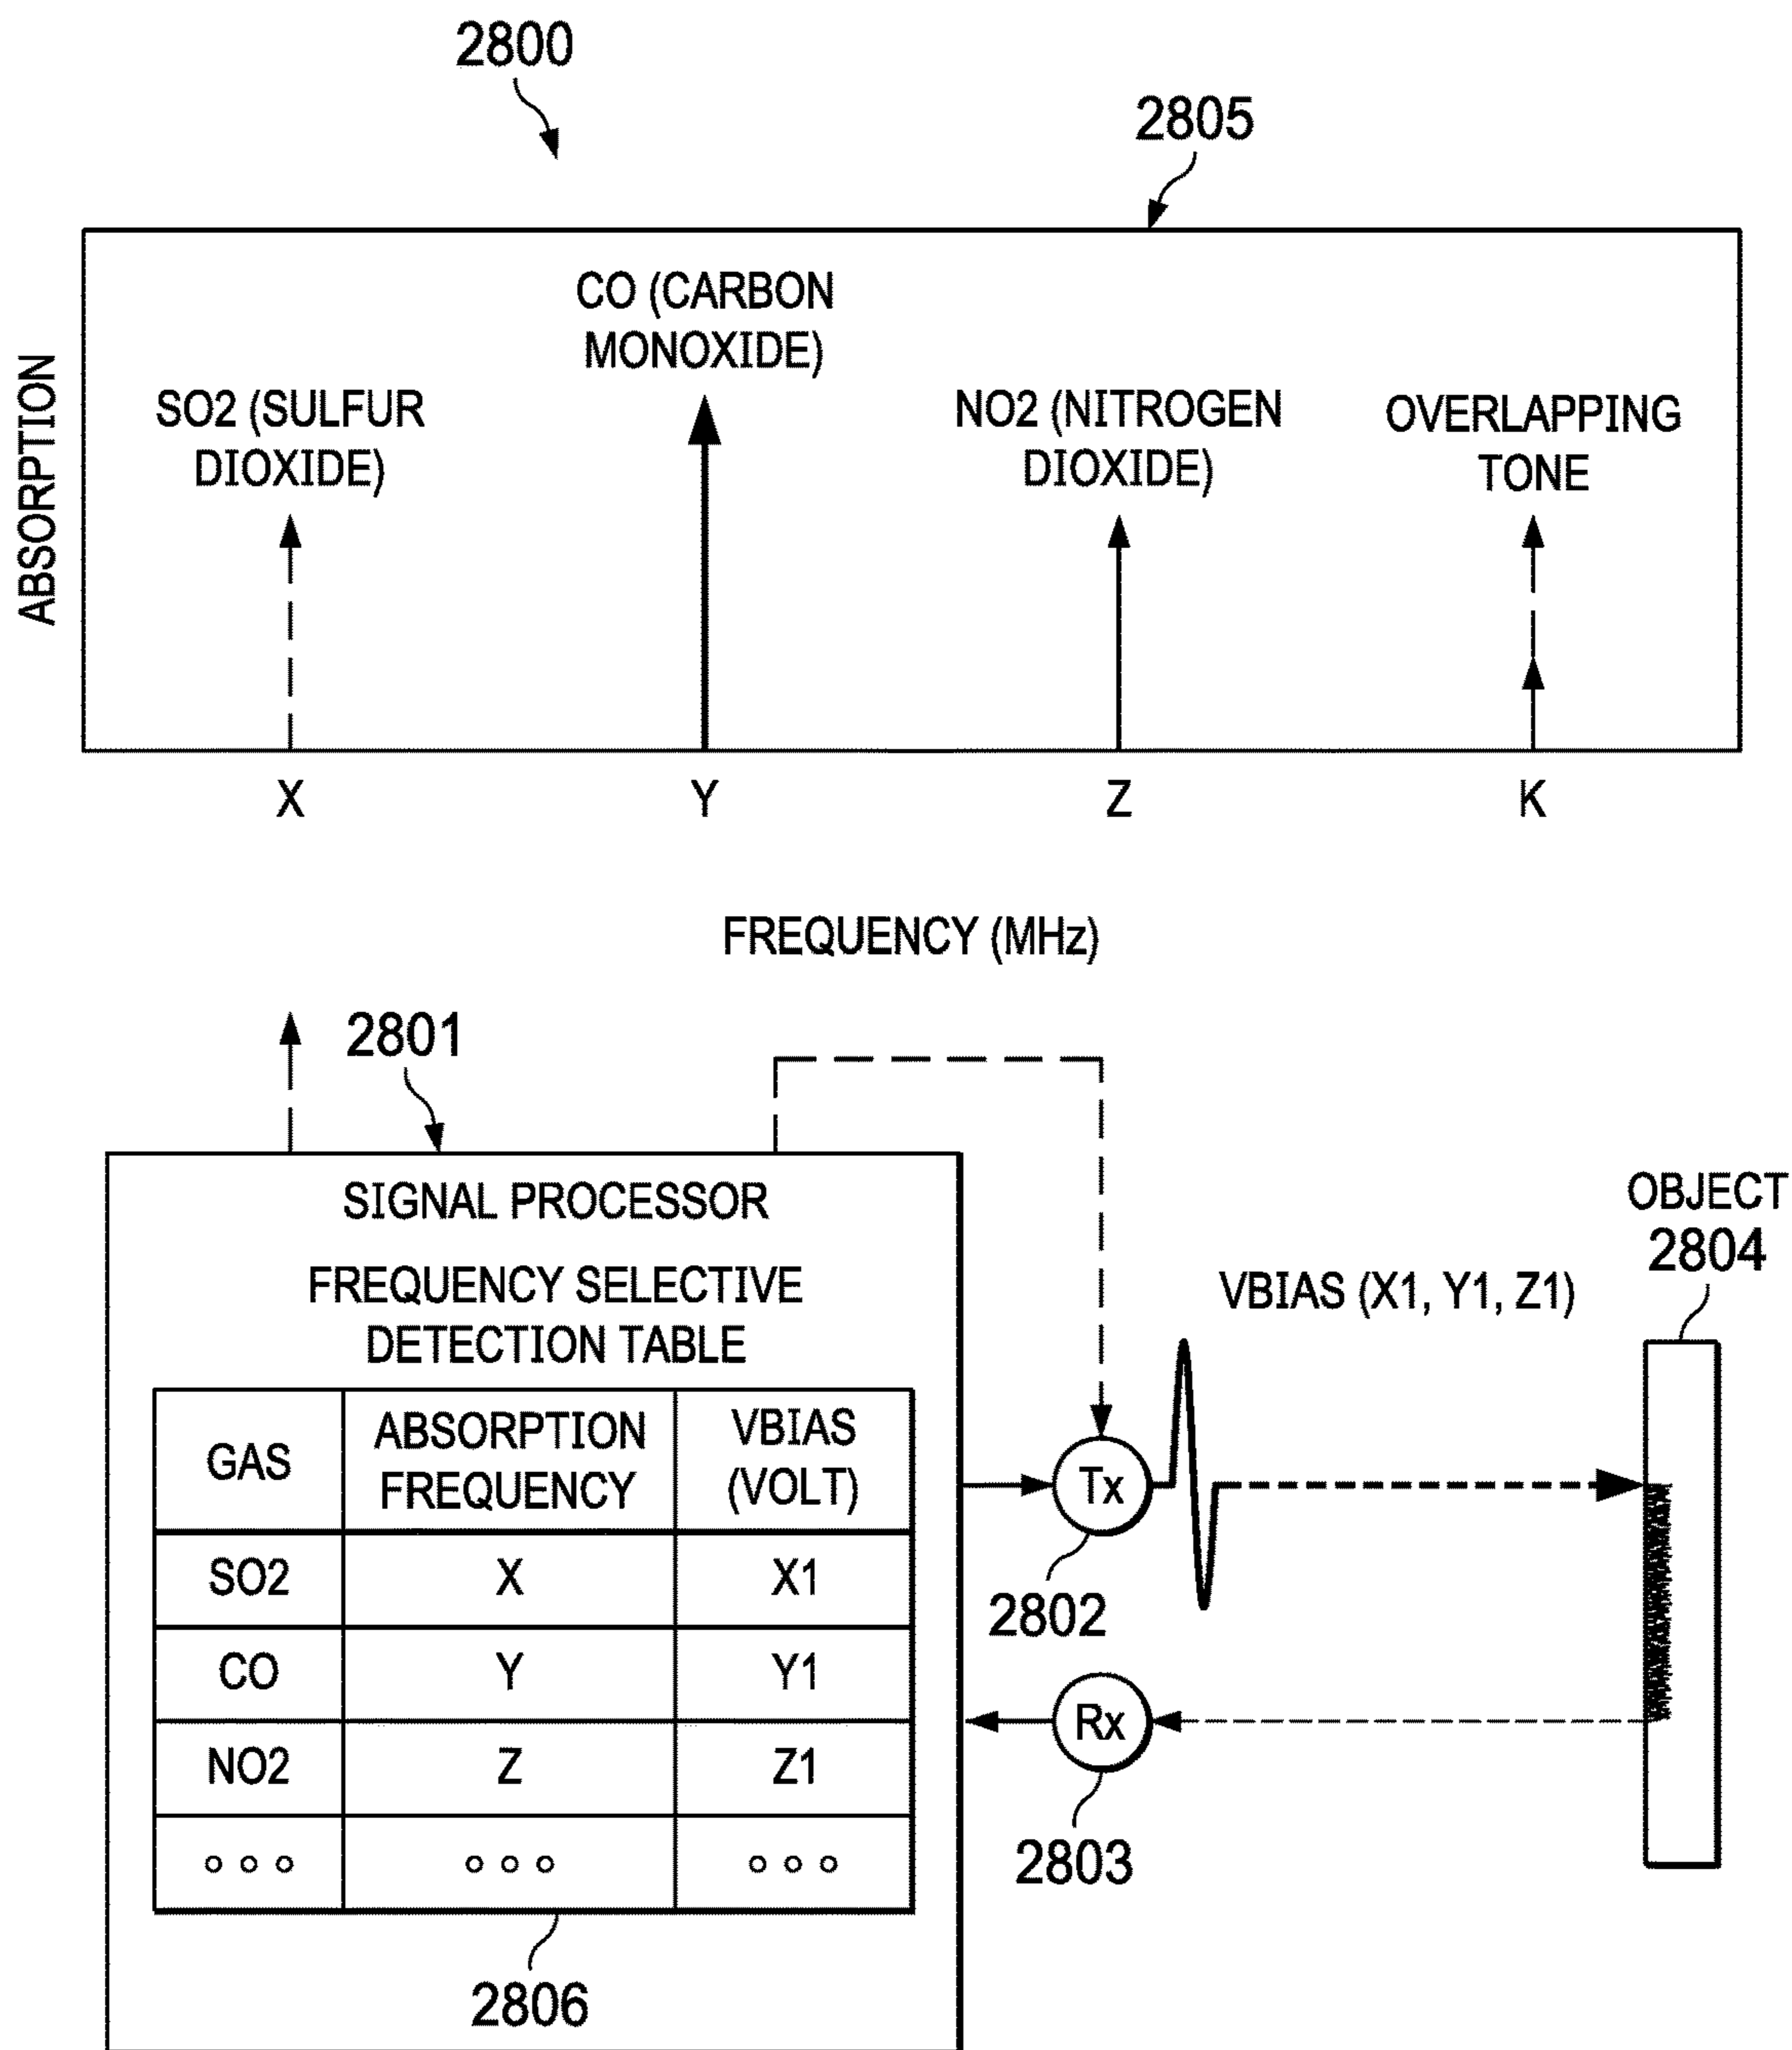 2800
2805
ABSORPTION
CO (CARBON
MONOXIDE)
SO2 (SULFUR
DIOXIDE)
NO2 (NITROGEN
DIOXIDE)
OVERLAPPING
TONE
X
Y
Z
K
FREQUENCY (MHz)
2801
SIGNAL PROCESSOR
FREQUENCY SELECTIVE
DETECTION TABLE
GAS
ABSORPTION
FREQUENCY
VBIAS
(VOLT)
SO2
X
X1
CO
Y
Y1
NO2
Z
Z1
2806
Tx
2802
VBIAS (X1, Y1, Z1)
OBJECT
2804
Rx
2803